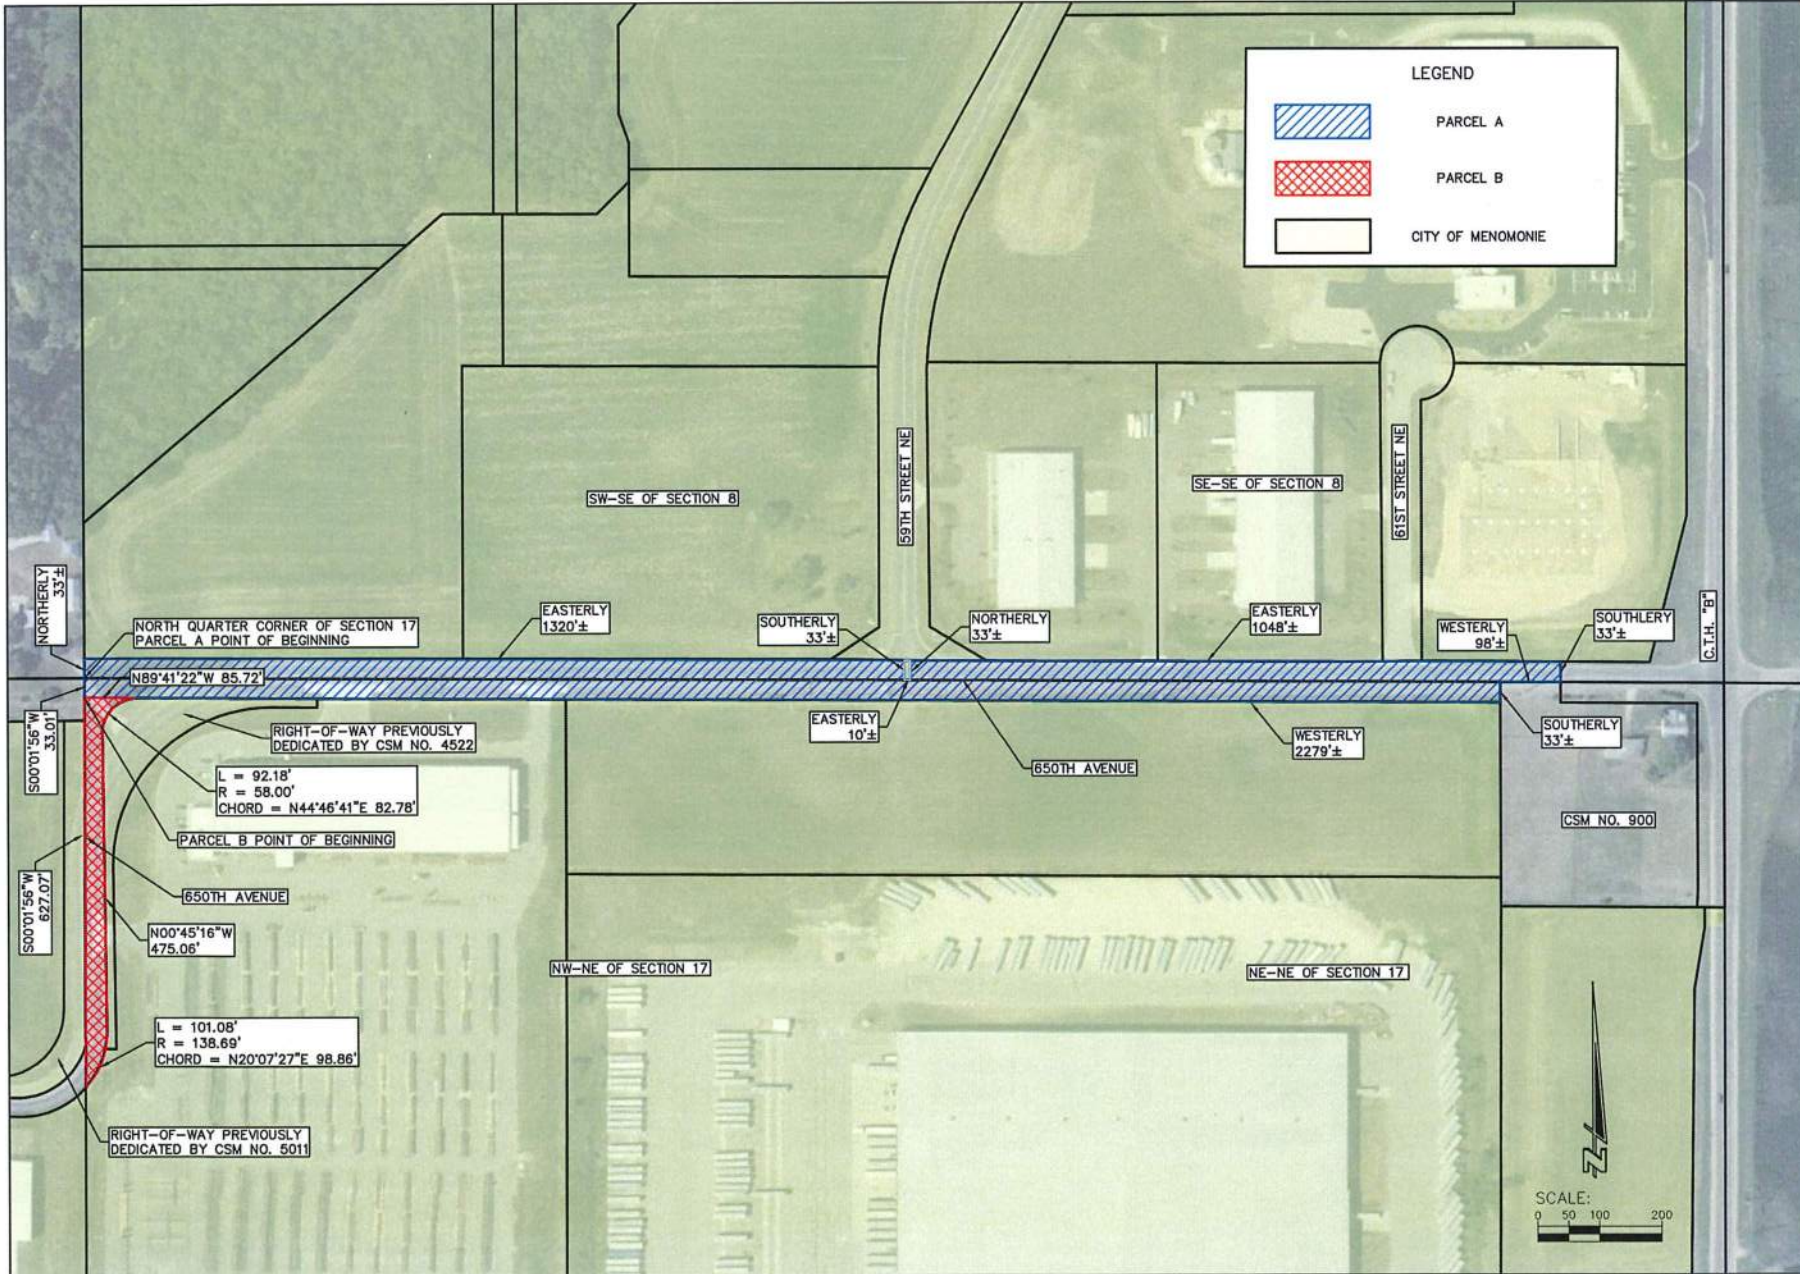 LEGEND
PARCEL A
PARCEL B
CITY OF MENOMONIE
59TH STREET NE
61ST STREET NE
SW-SE OF SECTION 8
SE-SE OF SECTION 8
NORTHERLY
33'±
NORTH QUARTER CORNER OF SECTION 17
PARCEL A POINT OF BEGINNING
EASTERLY
1320'±
SOUTHERLY
33'±
NORTHERLY
33'±
EASTERLY
1048'±
WESTERLY
98'±
SOUTHLERY
33'±
C.T.H. "B"
N89°41'22"W 85.72'
S00°01'56"W
33.01'
RIGHT-OF-WAY PREVIOUSLY
DEDICATED BY CSM NO. 4522
EASTERLY
10'±
650TH AVENUE
WESTERLY
2279'±
SOUTHERLY
33'±
L = 92.18'
R = 58.00'
CHORD = N44°46'41"E 82.78'
PARCEL B POINT OF BEGINNING
CSM NO. 900
S00°01'56"W
627.07'
650TH AVENUE
N00°45'16"W
475.06'
NW-NE OF SECTION 17
NE-NE OF SECTION 17
L = 101.08'
R = 138.69'
CHORD = N20°07'27"E 98.86'
RIGHT-OF-WAY PREVIOUSLY
DEDICATED BY CSM NO. 5011
N
SCALE:
0 50 100 200